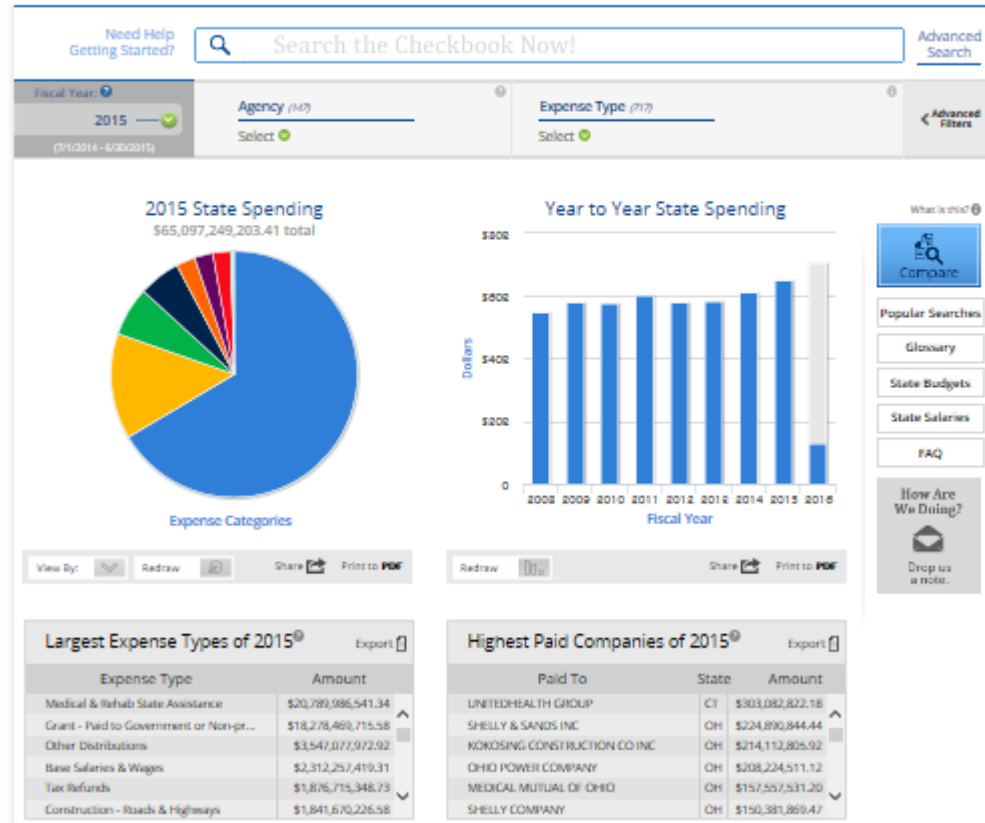 Need Help
Getting Started?
Search the Checkbook Now!
Advanced
Search
Fiscal Year:
2015
(7/1/2014 - 6/30/2015)
Agency (147)
Select
Expense Type (717)
Select
Advanced
Filters
2015 State Spending
$65,097,249,203.41 total
Expense Categories
Year to Year State Spending
$80B
$60B
$40B
$20B
0
Dollars
2008 2009 2010 2011 2012 2014 2015 2016
Fiscal Year
What is this?
Compare
Popular Searches
Glossary
State Budgets
State Salaries
FAQ
How Are
We Doing?
Drop us
a note.
View By:
Redraw
Share
Print to PDF
Redraw
Share
Print to PDF
Largest Expense Types of 2015
Export
Expense Type Amount
Medical & Rehab State Assistance $20,789,986,541.34
Grant - Paid to Government or Non-pr... $18,278,469,715.58
Other Distributions $3,547,077,972.92
Base Salaries & Wages $2,312,257,419.31
Tax Refunds $1,876,715,348.73
Construction - Roads & Highways $1,841,670,226.58
Highest Paid Companies of 2015
Export
Paid To State Amount
UNITEDHEALTH GROUP CT $303,082,822.18
SHELLY & SANDS INC OH $224,890,844.44
KOKOSING CONSTRUCTION CO INC OH $214,112,805.92
OHIO POWER COMPANY OH $208,224,511.12
MEDICAL MUTUAL OF OHIO OH $157,557,531.20
SHELLY COMPANY OH $150,381,869.47